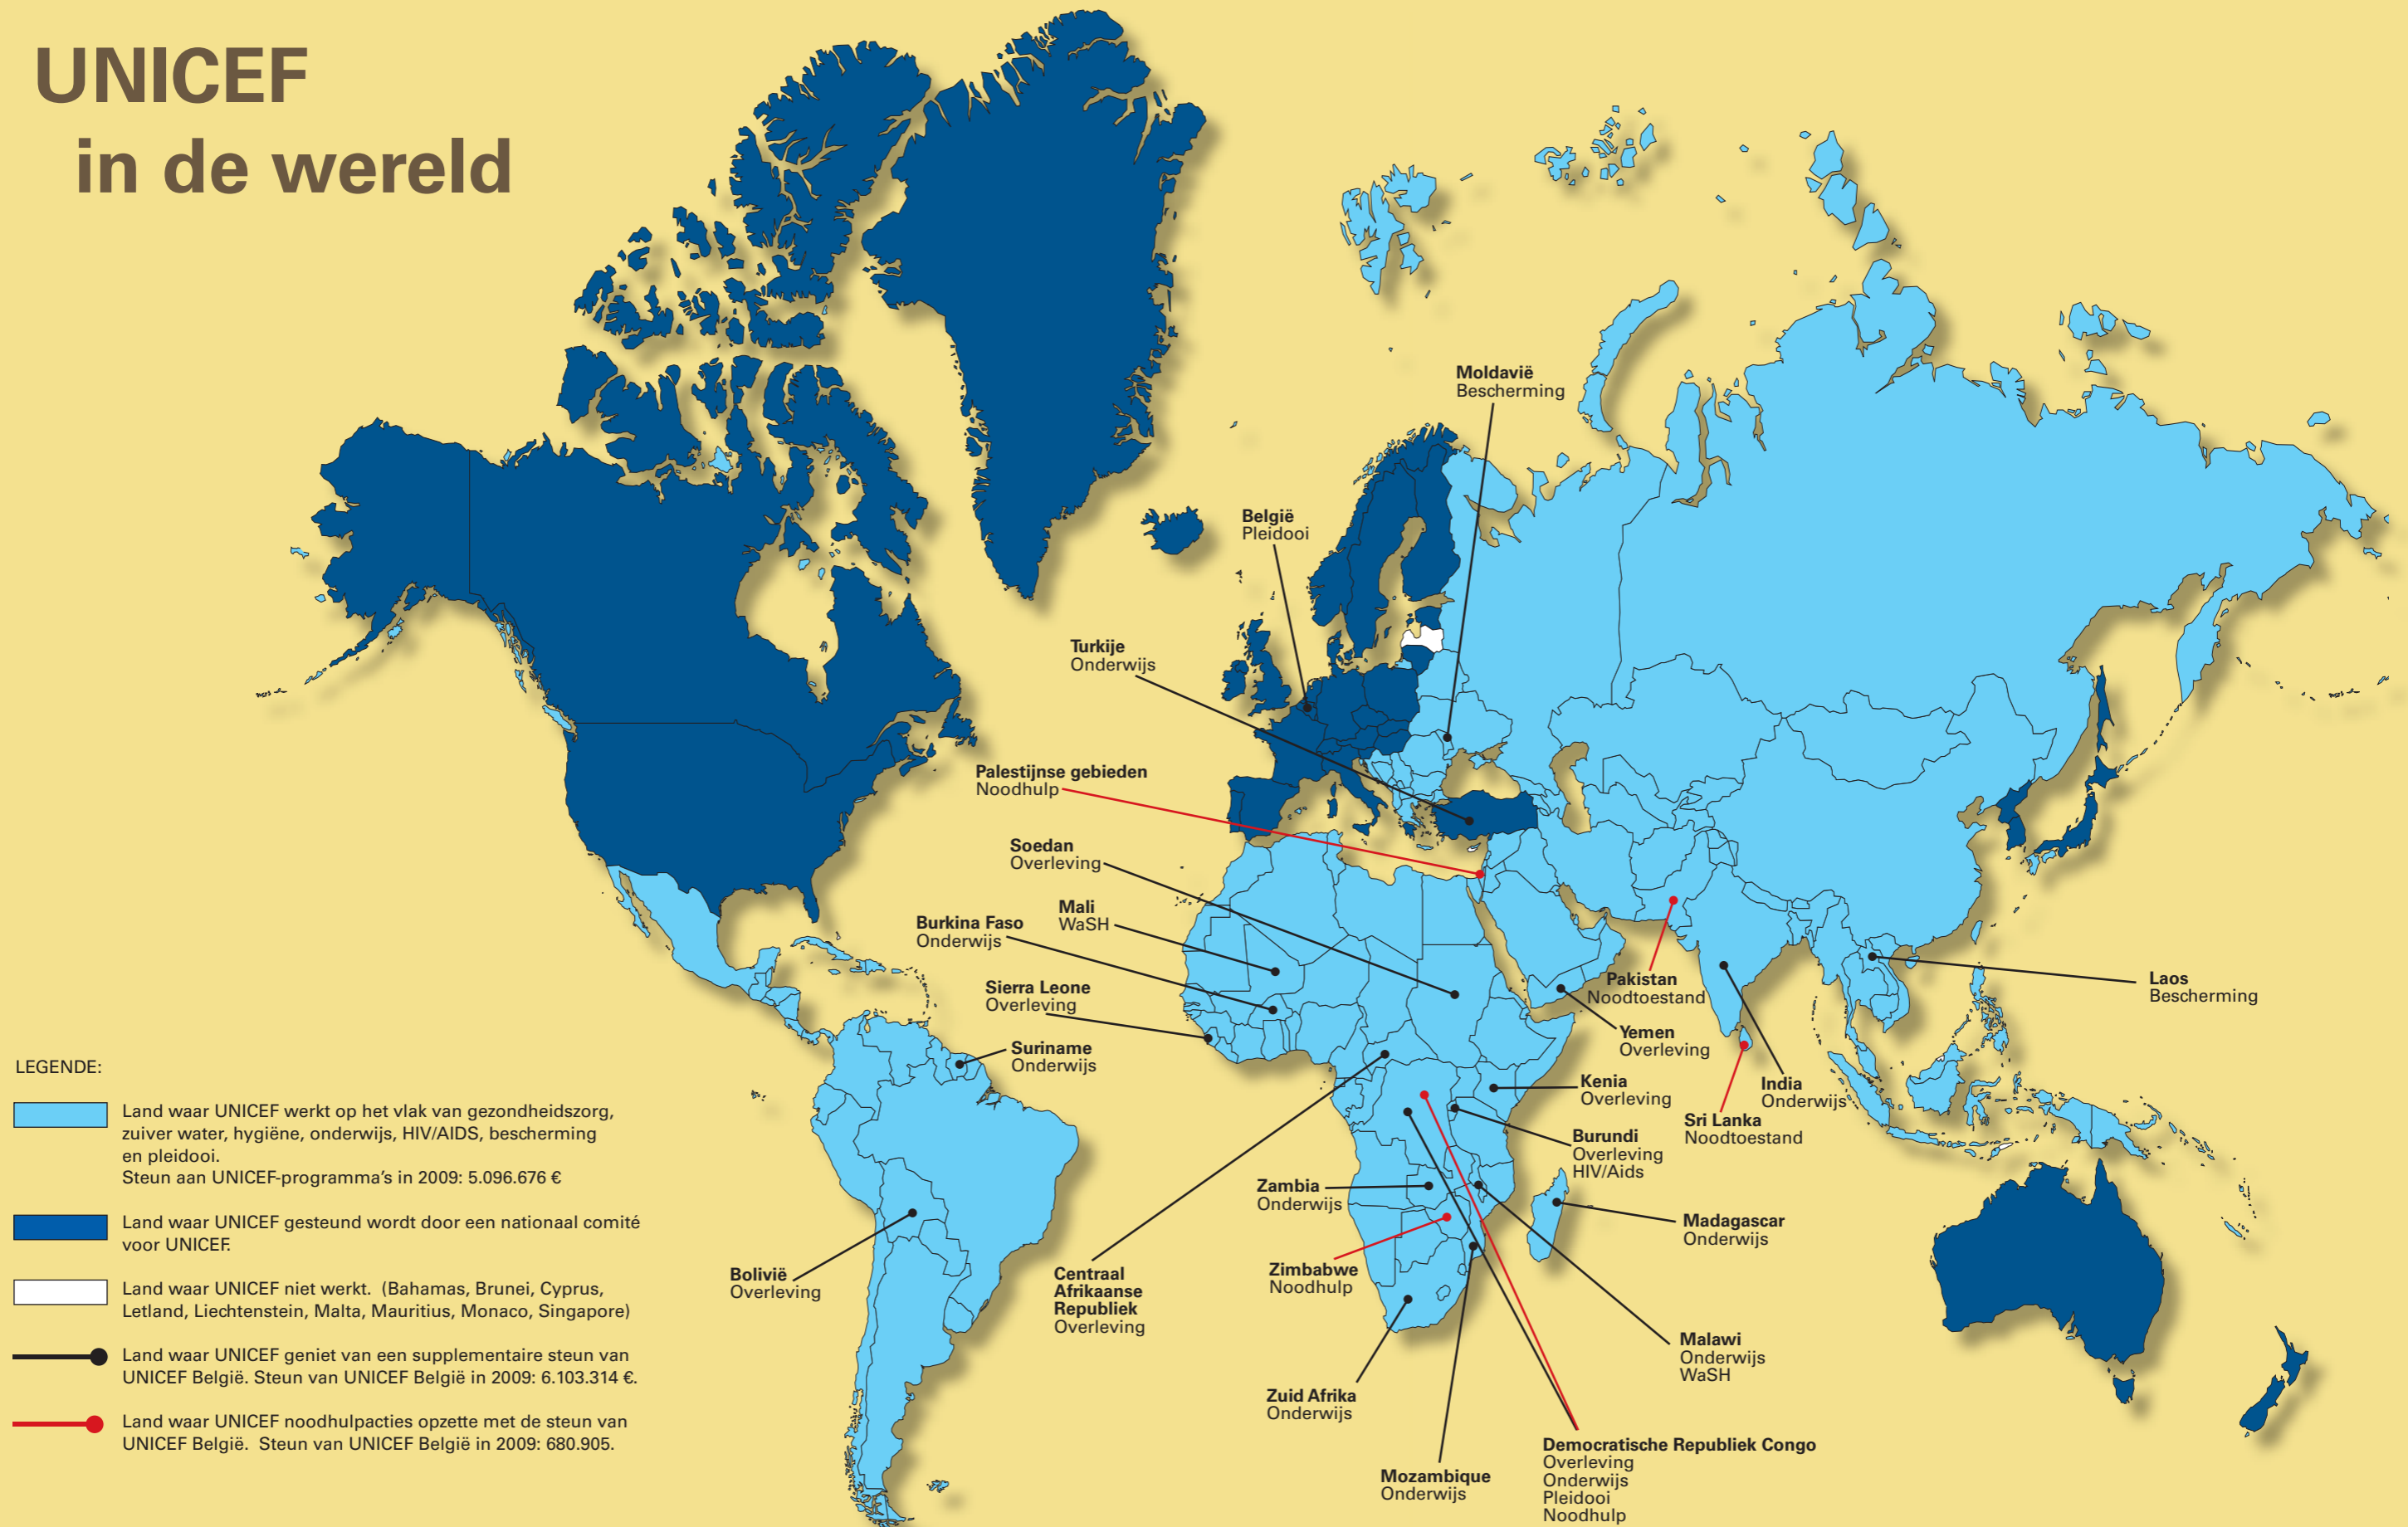 UNICEF
in de wereld
Moldavië
Bescherming
België
Pleidooi
Turkije
Onderwijs
Palestijnse gebieden
Noodhulp
Soedan
Overleving
Mali
WaSH
Burkina Faso
Onderwijs
Sierra Leone
Overleving
Suriname
Onderwijs
Pakistan
Noodtoestand
Laos
Bescherming
Yemen
Overleving
India
Onderwijs
Sri Lanka
Noodtoestand
Kenia
Overleving
Burundi
Overleving
HIV/Aids
Zambia
Onderwijs
Madagascar
Onderwijs
Zimbabwe
Noodhulp
Bolivië
Overleving
Centraal
Afrikaanse
Republiek
Overleving
Malawi
Onderwijs
WaSH
Zuid Afrika
Onderwijs
Mozambique
Onderwijs
Democratische Republiek Congo
Overleving
Onderwijs
Pleidooi
Noodhulp
LEGENDE:
Land waar UNICEF werkt op het vlak van gezondheidszorg,
zuiver water, hygiëne, onderwijs, HIV/AIDS, bescherming
en pleidooi.
Steun aan UNICEF-programma's in 2009: 5.096.676 €
Land waar UNICEF gesteund wordt door een nationaal comité
voor UNICEF.
Land waar UNICEF niet werkt. (Bahamas, Brunei, Cyprus,
Letland, Liechtenstein, Malta, Mauritius, Monaco, Singapore)
Land waar UNICEF geniet van een supplementaire steun van
UNICEF België. Steun van UNICEF België in 2009: 6.103.314 €.
Land waar UNICEF noodhulpacties opzette met de steun van
UNICEF België. Steun van UNICEF België in 2009: 680.905.